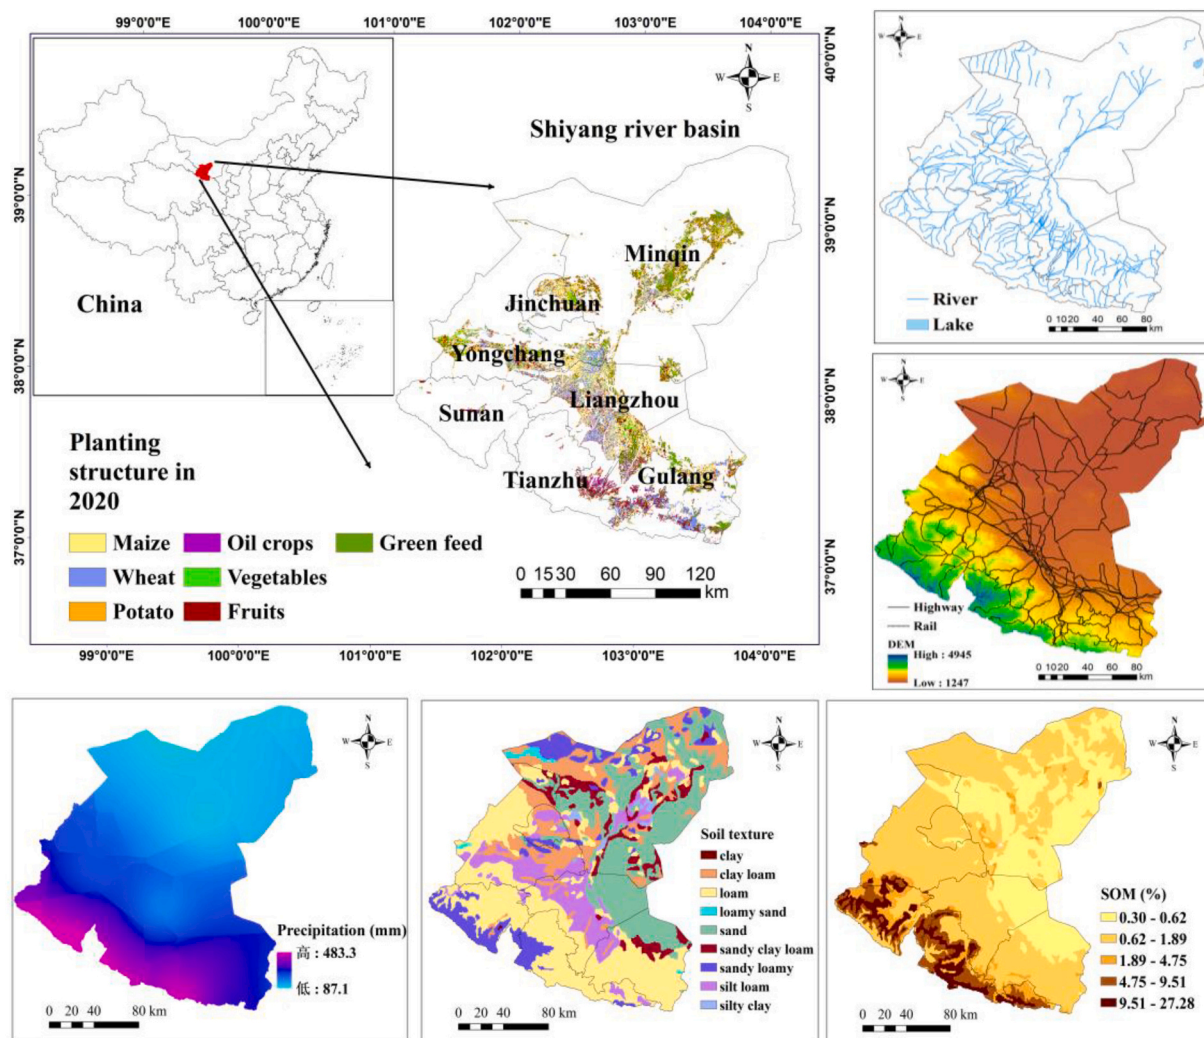 99°0'0"E 100°0'0"E 101°0'0"E 102°0'0"E 103°0'0"E 104°0'0"E
40°0'0"N
39°0'0"N
38°0'0"N
37°0'0"N
39°0'0"N
38°0'0"N
37°0'0"N
99°0'0"E 100°0'0"E 101°0'0"E 102°0'0"E 103°0'0"E 104°0'0"E
N
W E
S
Shiyang river basin
China
Minqin
Jinchuan
Yongchang
Liangzhou
Sunan
Tianzhu
Gulang
Planting
structure in
2020
Maize Oil crops Green feed
Wheat Vegetables
Potato Fruits
0 15 30 60 90 120
km
N
W E
S
River
Lake
0 10 20 40 60 80
km
N
W E
S
Highway
Rail
DEM
High : 4945
Low : 1247
0 10 20 40 60 80
km
N
W E
S
Precipitation (mm)
高 : 483.3
低 : 87.1
0 20 40 80 km
N
W E
S
Soil texture
clay
clay loam
loam
loamy sand
sand
sandy clay loam
sandy loamy
silt loam
silty clay
0 20 40 80 km
N
W E
S
SOM (%)
0.30 - 0.62
0.62 - 1.89
1.89 - 4.75
4.75 - 9.51
9.51 - 27.28
0 20 40 80 km